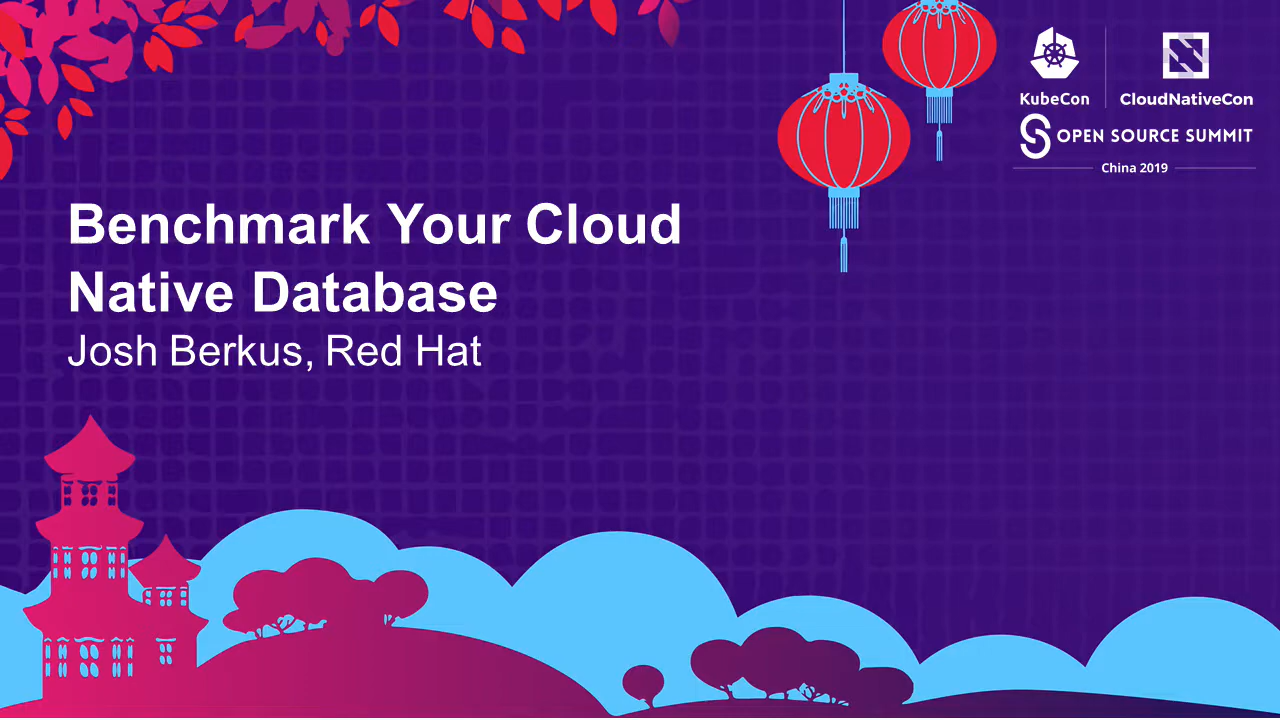 KubeCon
CloudNativeCon
OPEN SOURCE SUMMIT
China 2019
Benchmark Your Cloud
Native Database
Josh Berkus, Red Hat